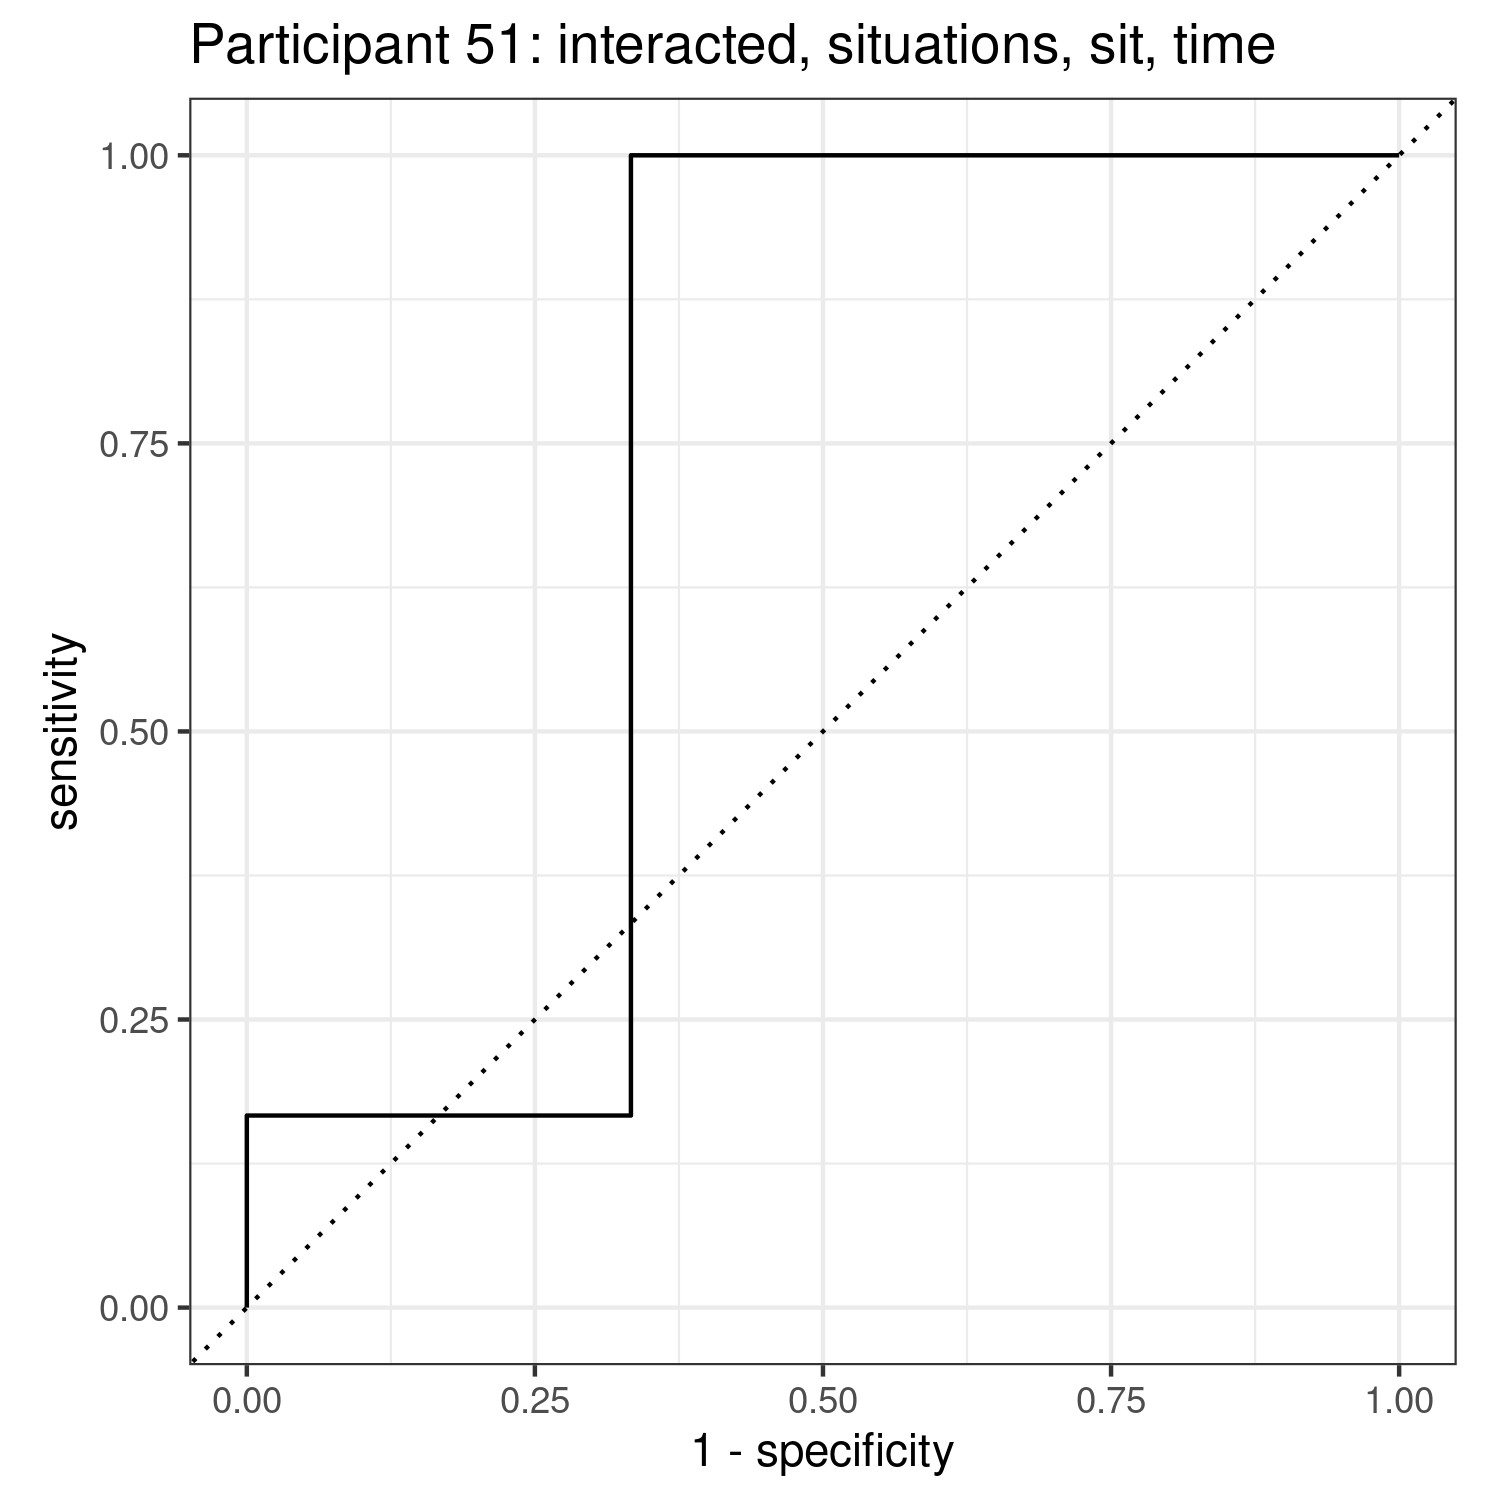 Participant 51: interacted, situations, sit, time
1.00
0.75
0.50
0.25
0.00
sensitivity
0.00 0.25 0.50 0.75 1.00
1 - specificity